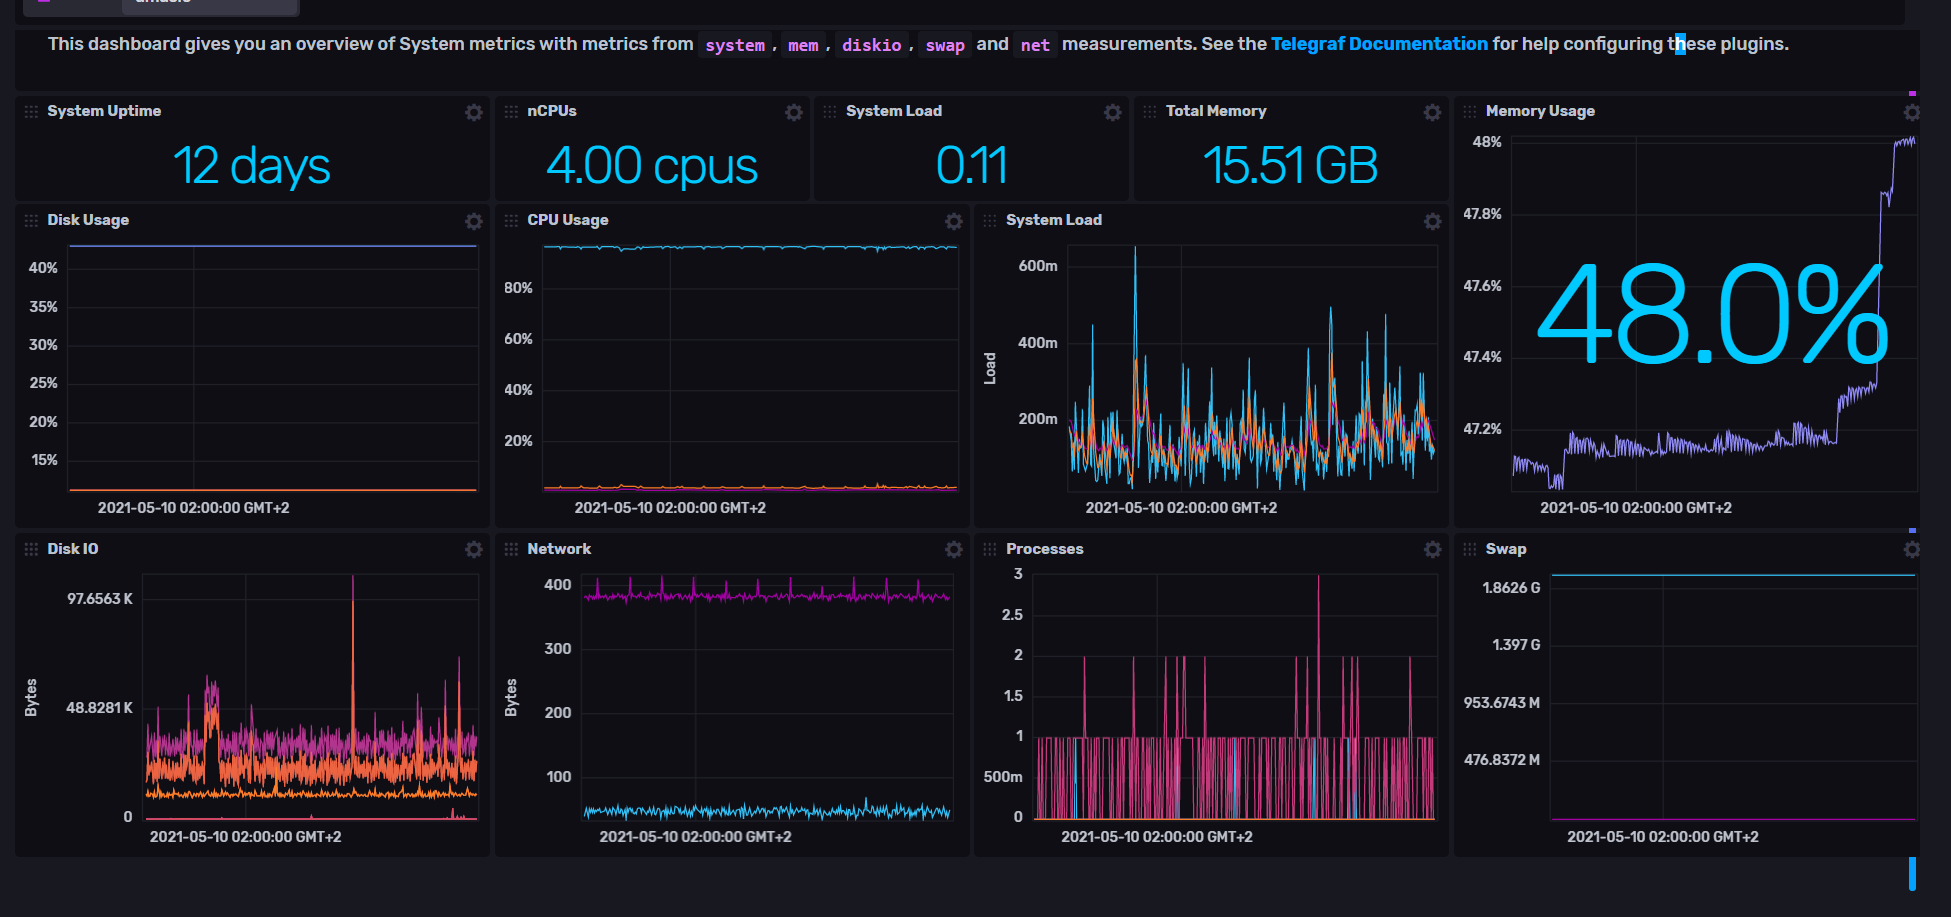 This dashboard gives you an overview of System metrics with metrics from system, mem, diskio, swap and net measurements. See the Telegraf Documentation for help configuring these plugins.
System Uptime
12 days
nCPUs
4.00 cpus
System Load
0.11
Total Memory
15.51 GB
Memory Usage
48%
47.8%
47.6%
47.4%
47.2%
48.0%
2021-05-10 02:00:00 GMT+2
Disk Usage
40%
35%
30%
25%
20%
15%
2021-05-10 02:00:00 GMT+2
CPU Usage
80%
60%
40%
20%
2021-05-10 02:00:00 GMT+2
System Load
Load
600m
400m
200m
2021-05-10 02:00:00 GMT+2
Disk IO
Bytes
97.6563 K
48.8281 K
0
2021-05-10 02:00:00 GMT+2
Network
Bytes
400
300
200
100
2021-05-10 02:00:00 GMT+2
Processes
3
2.5
2
1.5
1
500m
0
2021-05-10 02:00:00 GMT+2
Swap
1.8626 G
1.397 G
953.6743 M
476.8372 M
2021-05-10 02:00:00 GMT+2